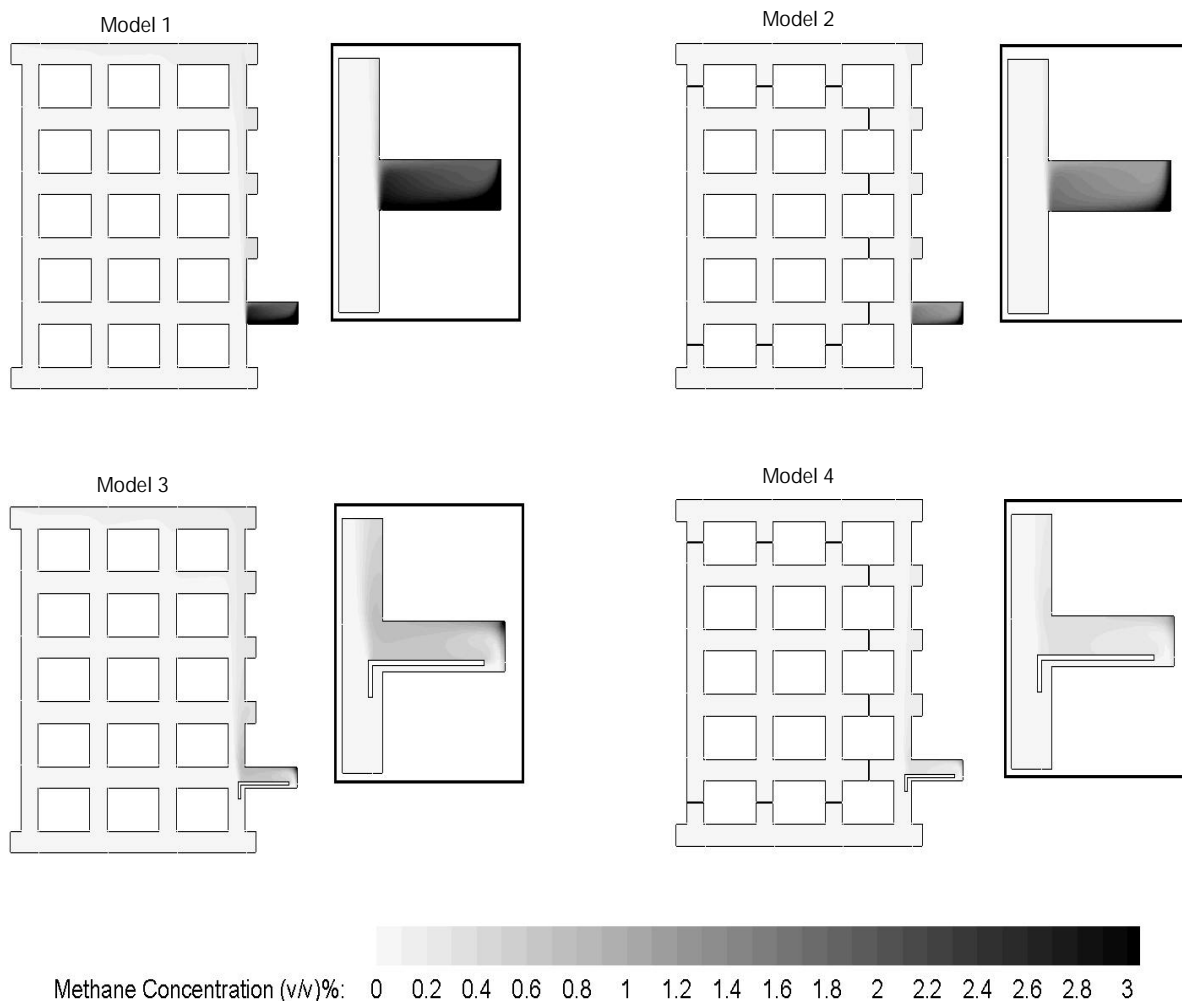 Model 1
Model 2
Model 3
Model 4
Methane Concentration (v/v)%: 0 0.2 0.4 0.6 0.8 1 1.2 1.4 1.6 1.8 2 2.2 2.4 2.6 2.8 3